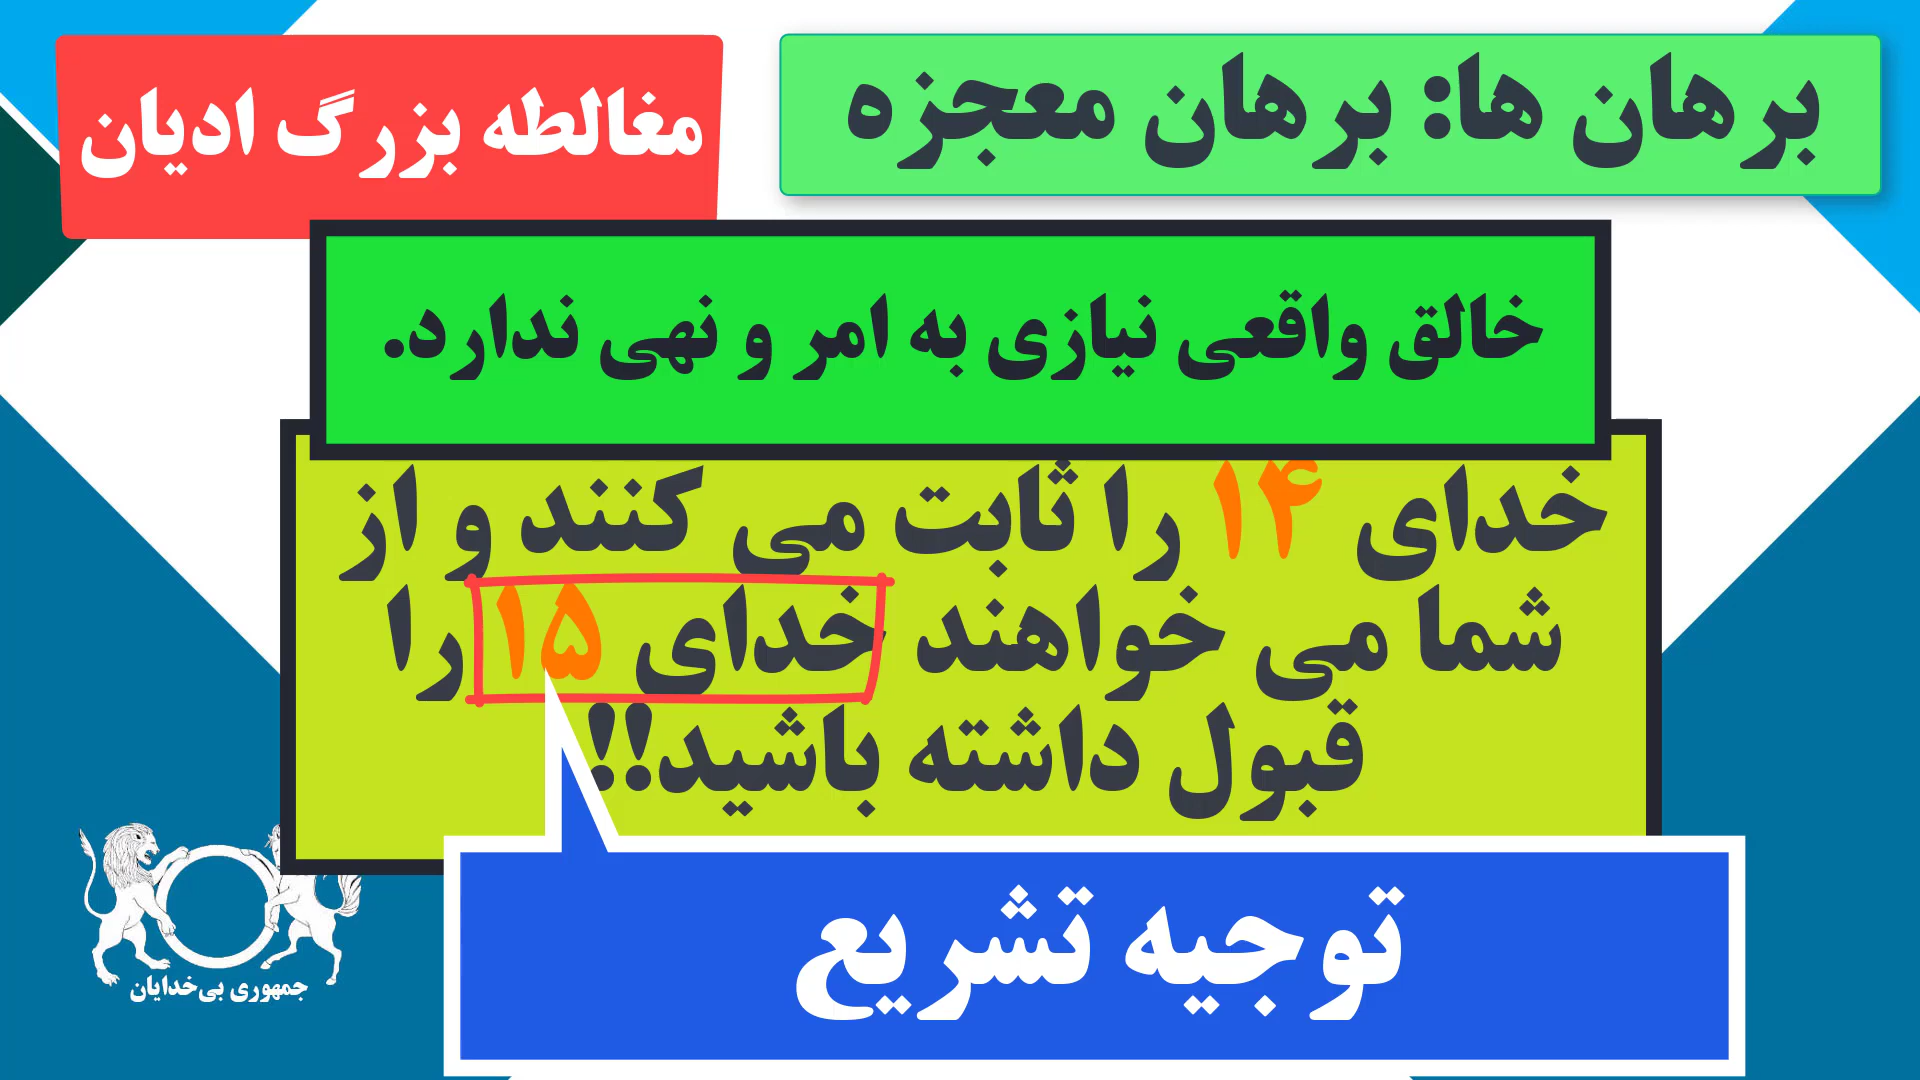 برهان ها: برهان معجزه
مغالطه بزرگ ادیان
خالق واقعی نیازی به امر و نهی ندارد.
خدای ۱۴ را ثابت می کنند و از
شما می خواهند خدای ۱۵ را
قبول داشته باشید!!
توجیه تشریع
جمهوری بی‌خدایان